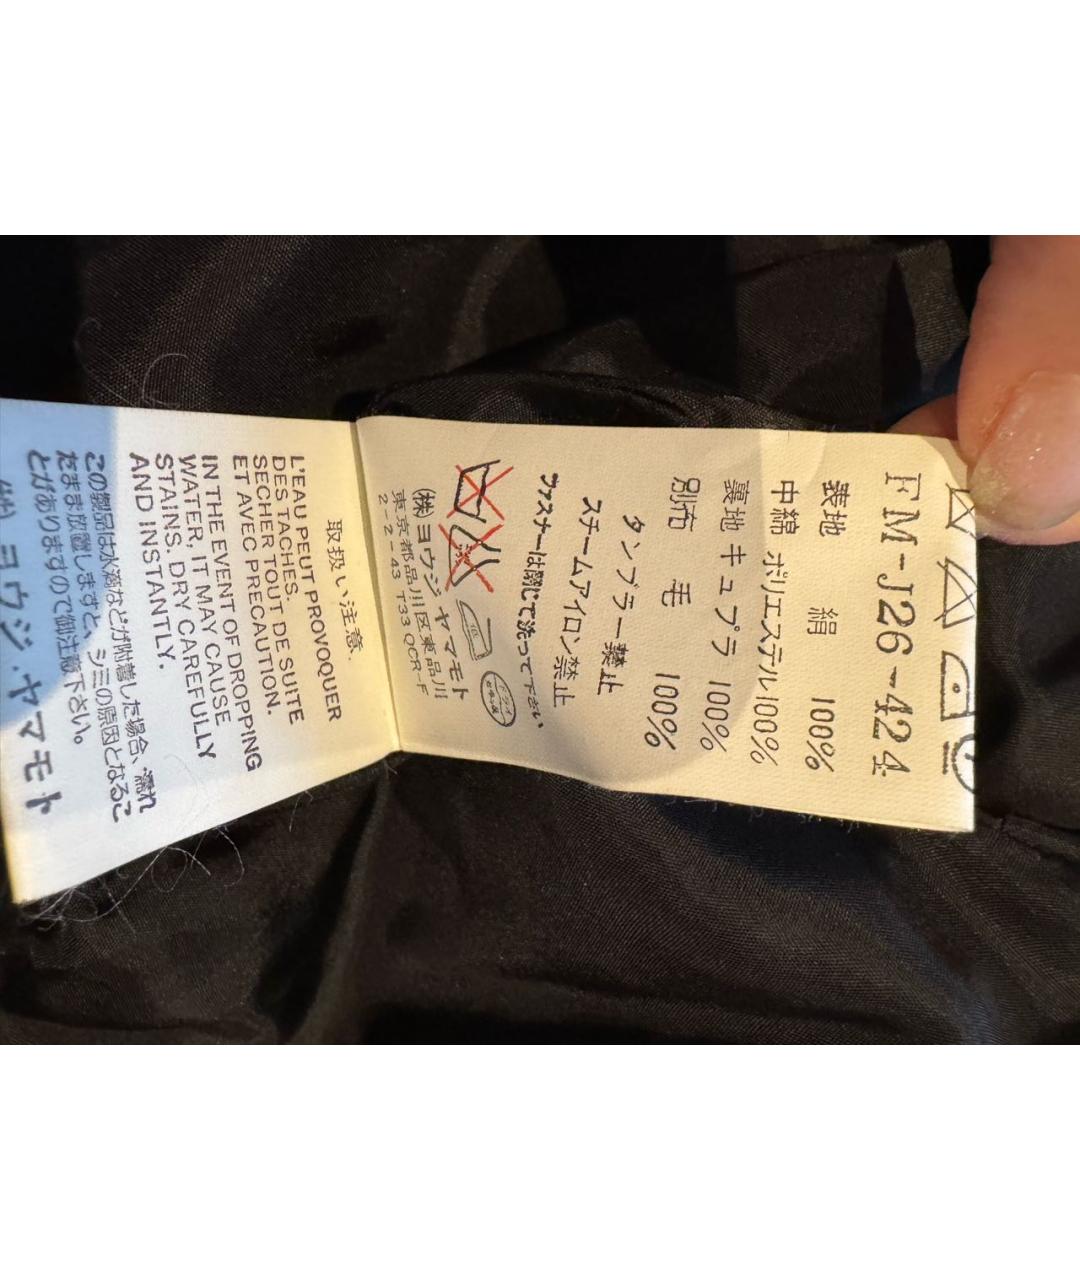 FM-J26-424
表地 絹 100%
中綿 ポリエステル 100%
裏地 キュプラ 100%
別布 毛 100%
タンブラー禁止
スチームアイロン禁止
ファスナーは閉じて洗って下さい
ドライ
(株)ヨウジ ヤマモト
東京都品川区東品川
2-2-43 T33 QCR-F
取扱い注意.
L'EAU PEUT PROVOQUER
DES TACHES.
SECHER TOUT DE SUITE
ET AVEC PRECAUTION.
IN THE EVENT OF DROPPING
WATER, IT MAY CAUSE
STAINS. DRY CAREFULLY
AND INSTANTLY.
この製品は水滴などが附着した場合、濡れ
たまま放置しますと、シミの原因となるこ
とがありますので御注意下さい。
(株)ヨウジ.ヤマモト